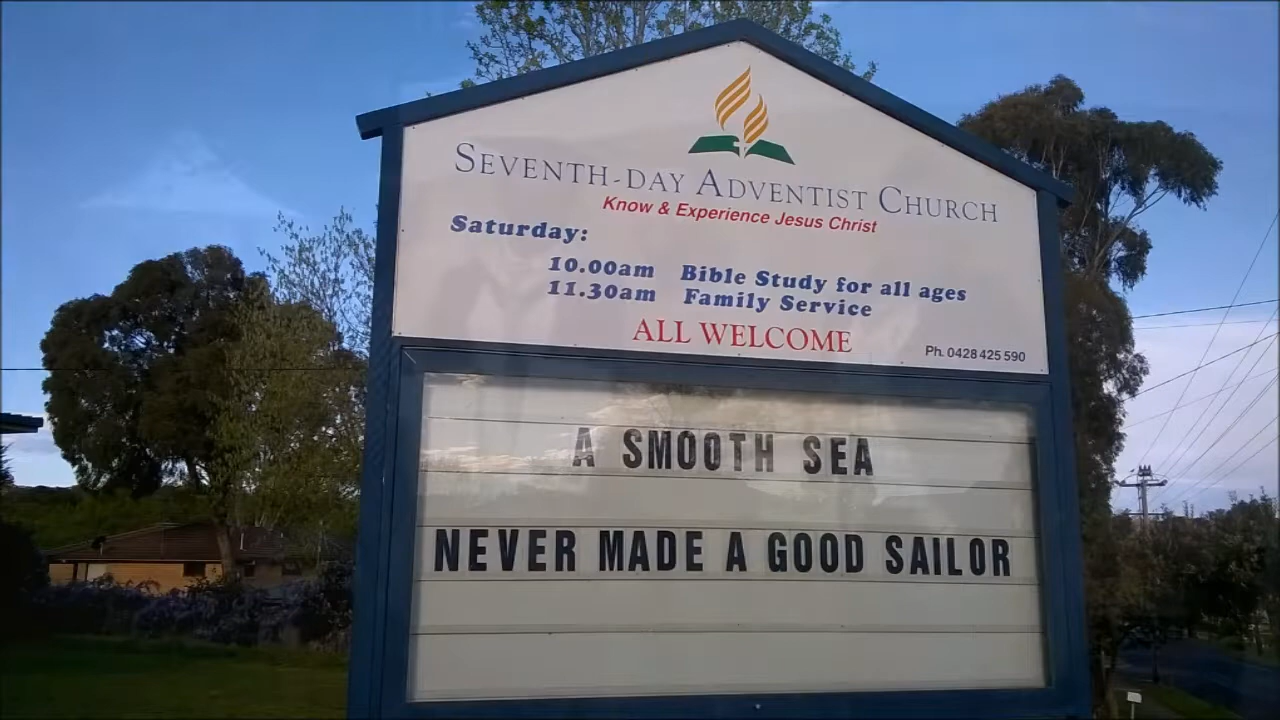 SEVENTH-DAY ADVENTIST CHURCH
Know & Experience Jesus Christ
Saturday:
10.00am Bible Study for all ages
11.30am Family Service
ALL WELCOME
Ph. 0428 425 590
A SMOOTH SEA
NEVER MADE A GOOD SAILOR